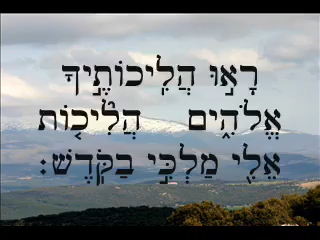 רָא֣וּ הֲלִיכוֹתֶ֣יךָ
אֱלֹהִ֑ים הֲלִ֘יכ֤וֹת
אֵלִ֖י מַלְכִּ֣י בַקֹּֽדֶשׁ׃